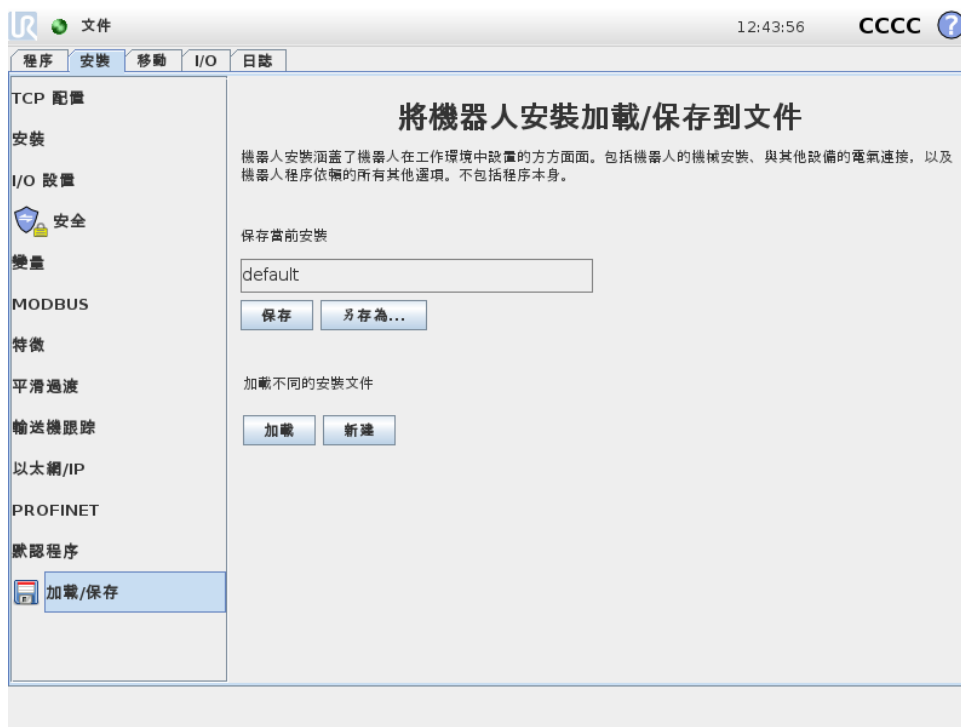 UR 文件 12:43:56 CCCC ?
程序 安裝 移動 I/O 日誌
TCP 配置
安裝
I/O 設置
安全
變量
MODBUS
特徵
平滑過渡
輸送機跟踪
以太網/IP
PROFINET
默認程序
加載/保存
將機器人安裝加載/保存到文件
機器人安裝涵蓋了機器人在工作環境中設置的方方面面。包括機器人的機械安裝、與其他設備的電氣連接，以及
機器人程序依賴的所有其他選項。不包括程序本身。
保存當前安裝
default
保存 另存為...
加載不同的安裝文件
加載 新建